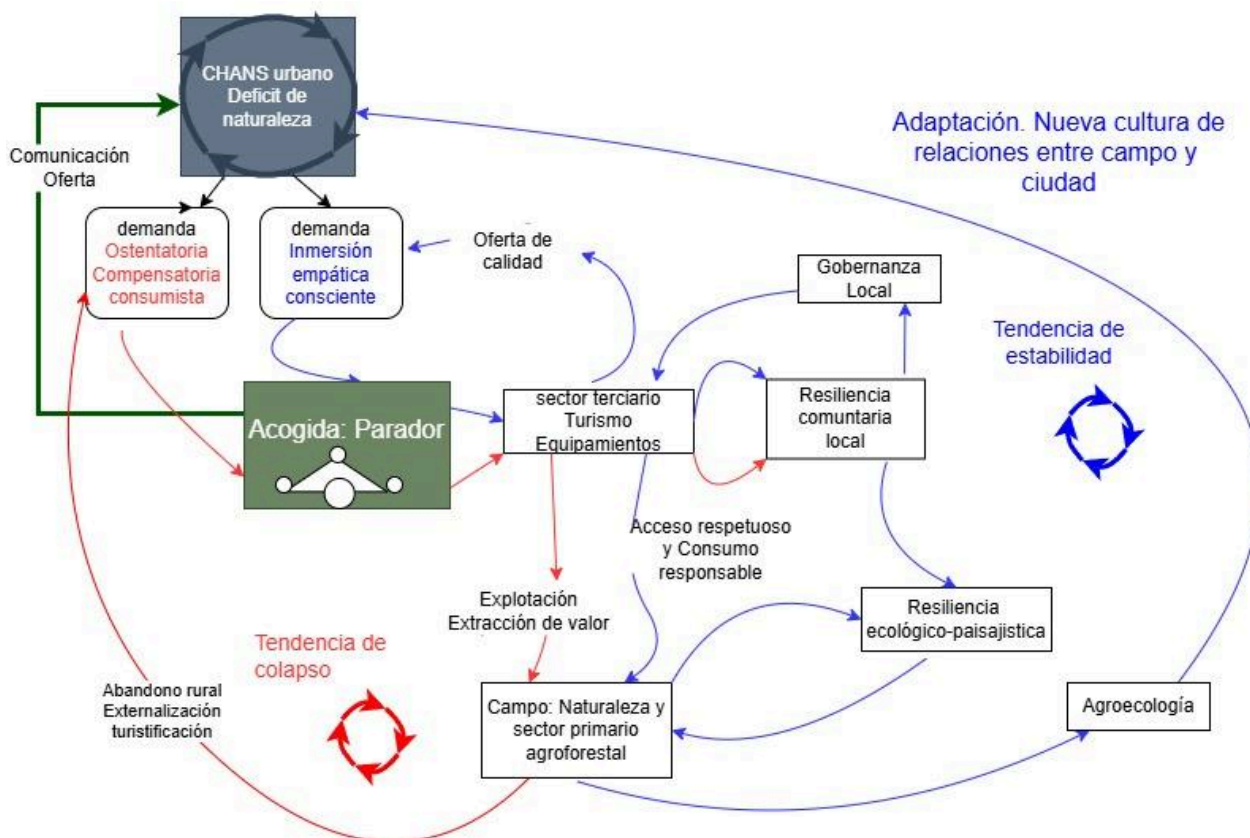 CHANS urbano
Deficit de
naturaleza
Comunicación
Oferta
Adaptación. Nueva cultura de
relaciones entre campo y
ciudad
demanda
Ostentatoria
Compensatoria
consumista
demanda
Inmersión
empática
consciente
Oferta de
calidad
Gobernanza
Local
Tendencia de
estabilidad
Acogida: Parador
sector terciario
Turismo
Equipamientos
Resiliencia
comuntaria
local
Acceso respetuoso
y Consumo
responsable
Explotación
Extracción de valor
Resiliencia
ecológico-paisajistica
Tendencia de
colapso
Abandono rural
Externalización
turistificación
Campo: Naturaleza y
sector primario
agroforestal
Agroecología